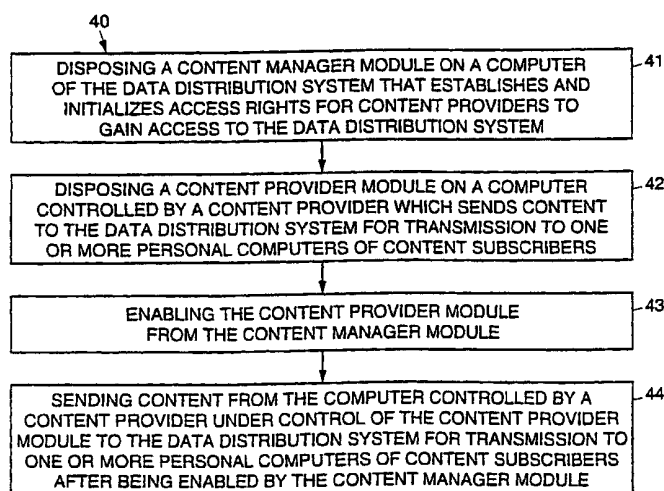 40
DISPOSING A CONTENT MANAGER MODULE ON A COMPUTER
OF THE DATA DISTRIBUTION SYSTEM THAT ESTABLISHES AND
INITIALIZES ACCESS RIGHTS FOR CONTENT PROVIDERS TO
GAIN ACCESS TO THE DATA DISTRIBUTION SYSTEM
41
DISPOSING A CONTENT PROVIDER MODULE ON A COMPUTER
CONTROLLED BY A CONTENT PROVIDER WHICH SENDS CONTENT
TO THE DATA DISTRIBUTION SYSTEM FOR TRANSMISSION TO ONE
OR MORE PERSONAL COMPUTERS OF CONTENT SUBSCRIBERS
42
ENABLING THE CONTENT PROVIDER MODULE
FROM THE CONTENT MANAGER MODULE
43
SENDING CONTENT FROM THE COMPUTER CONTROLLED BY A
CONTENT PROVIDER UNDER CONTROL OF THE CONTENT PROVIDER
MODULE TO THE DATA DISTRIBUTION SYSTEM FOR TRANSMISSION TO
ONE OR MORE PERSONAL COMPUTERS OF CONTENT SUBSCRIBERS
AFTER BEING ENABLED BY THE CONTENT MANAGER MODULE
44